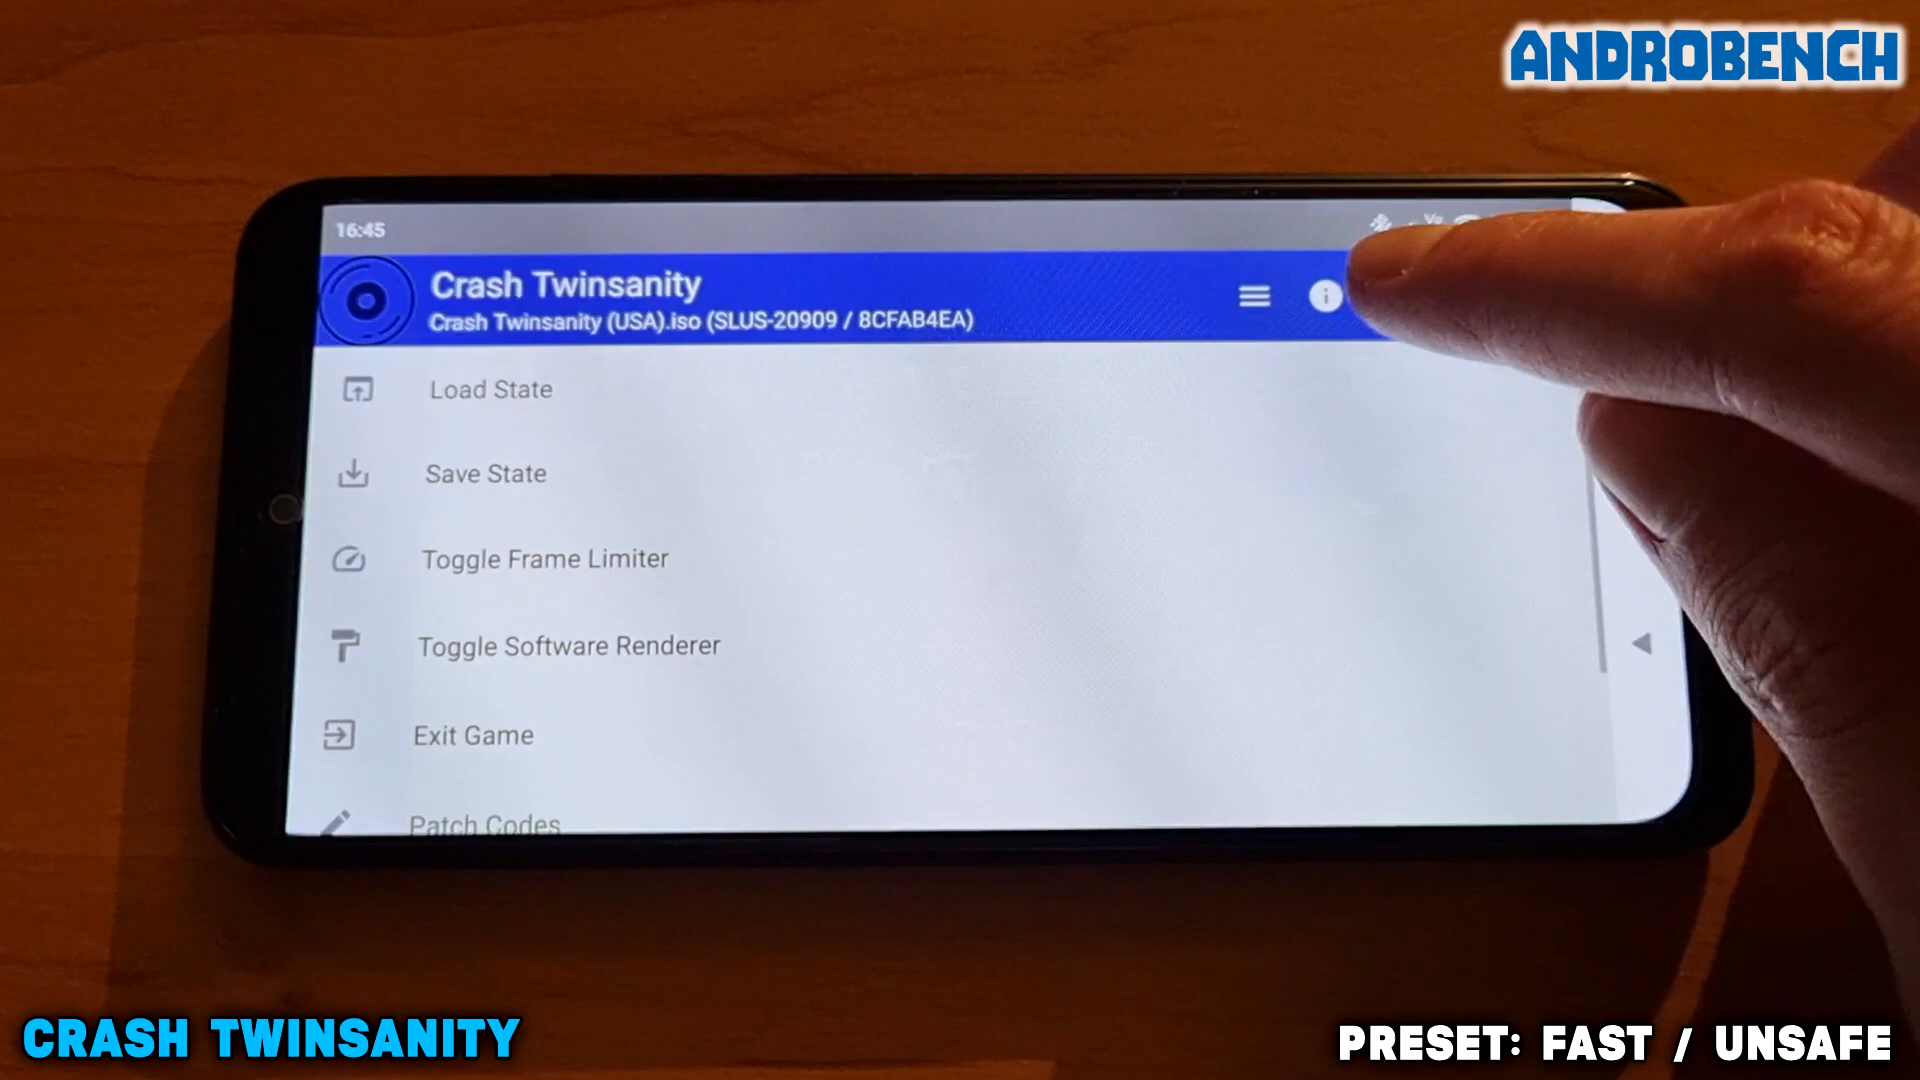 ANDROBENCH
16:45
Vo
Crash Twinsanity
Crash Twinsanity (USA).iso (SLUS-20909 / 8CFAB4EA)
Load State
Save State
Toggle Frame Limiter
Toggle Software Renderer
Exit Game
Patch Codes
CRASH TWINSANITY
PRESET: FAST / UNSAFE